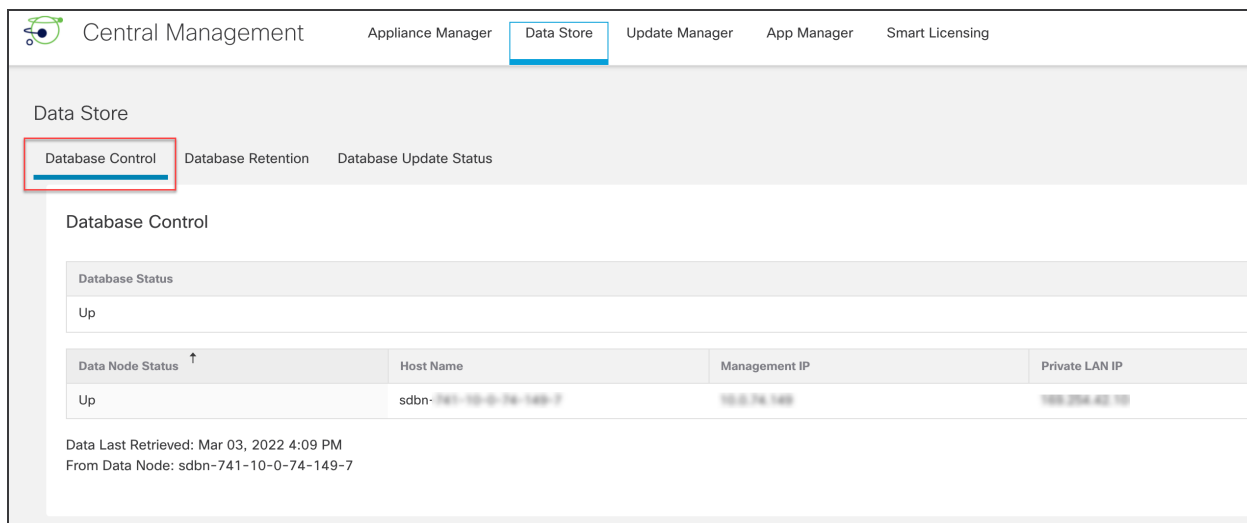 Central Management
Appliance Manager
Data Store
Update Manager
App Manager
Smart Licensing
Data Store
Database Control
Database Retention
Database Update Status
Database Control
Database Status
Up
Data Node Status ↑
Host Name
Management IP
Private LAN IP
Up
sdbn-
Data Last Retrieved: Mar 03, 2022 4:09 PM
From Data Node: sdbn-741-10-0-74-149-7